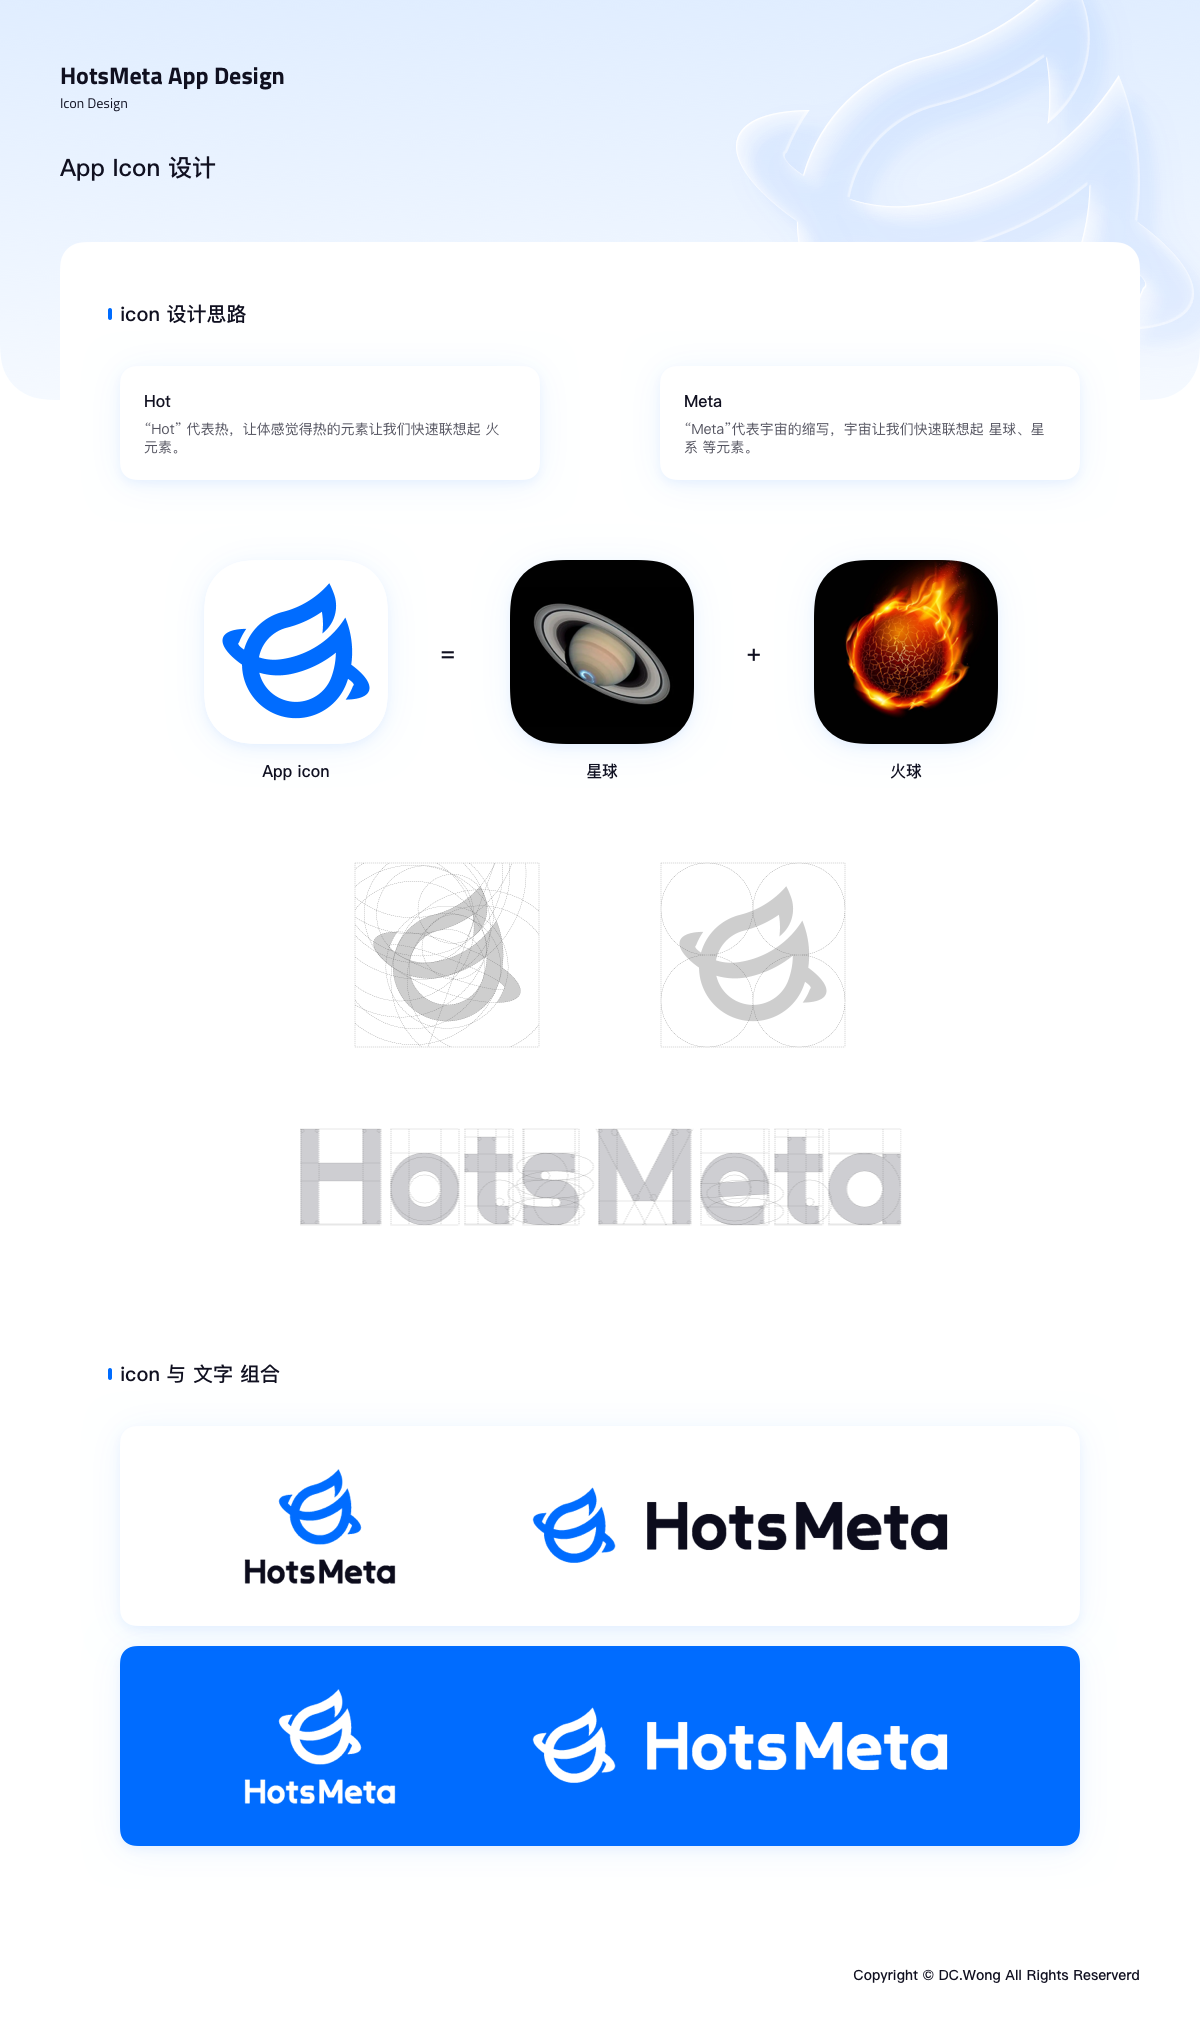 HotsMeta App Design
Icon Design
App Icon 设计
icon 设计思路
Hot
“Hot” 代表热，让体感觉得热的元素让我们快速联想起 火
元素。
Meta
“Meta”代表宇宙的缩写，宇宙让我们快速联想起 星球、星
系 等元素。
=
+
App icon
星球
火球
HotsMeta
icon 与 文字 组合
HotsMeta
HotsMeta
HotsMeta
HotsMeta
Copyright © DC.Wong All Rights Reserverd